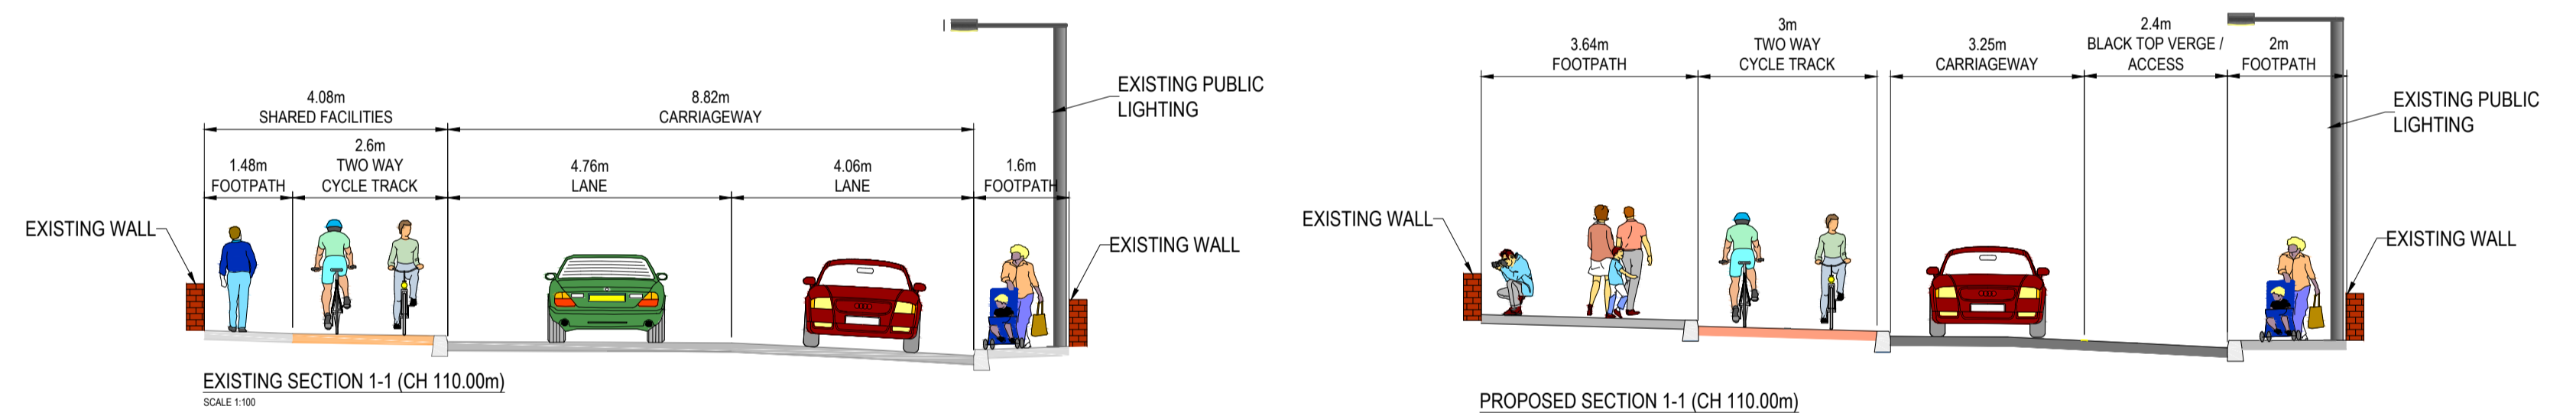 4.08m
SHARED FACILITIES
8.82m
CARRIAGEWAY
1.48m
FOOTPATH
2.6m
TWO WAY
CYCLE TRACK
4.76m
LANE
4.06m
LANE
1.6m
FOOTPATH
EXISTING PUBLIC
LIGHTING
EXISTING WALL
EXISTING WALL
EXISTING SECTION 1-1 (CH 110.00m)
SCALE 1:100
3.64m
FOOTPATH
3m
TWO WAY
CYCLE TRACK
3.25m
CARRIAGEWAY
2.4m
BLACK TOP VERGE /
ACCESS
2m
FOOTPATH
EXISTING PUBLIC
LIGHTING
EXISTING WALL
EXISTING WALL
PROPOSED SECTION 1-1 (CH 110.00m)